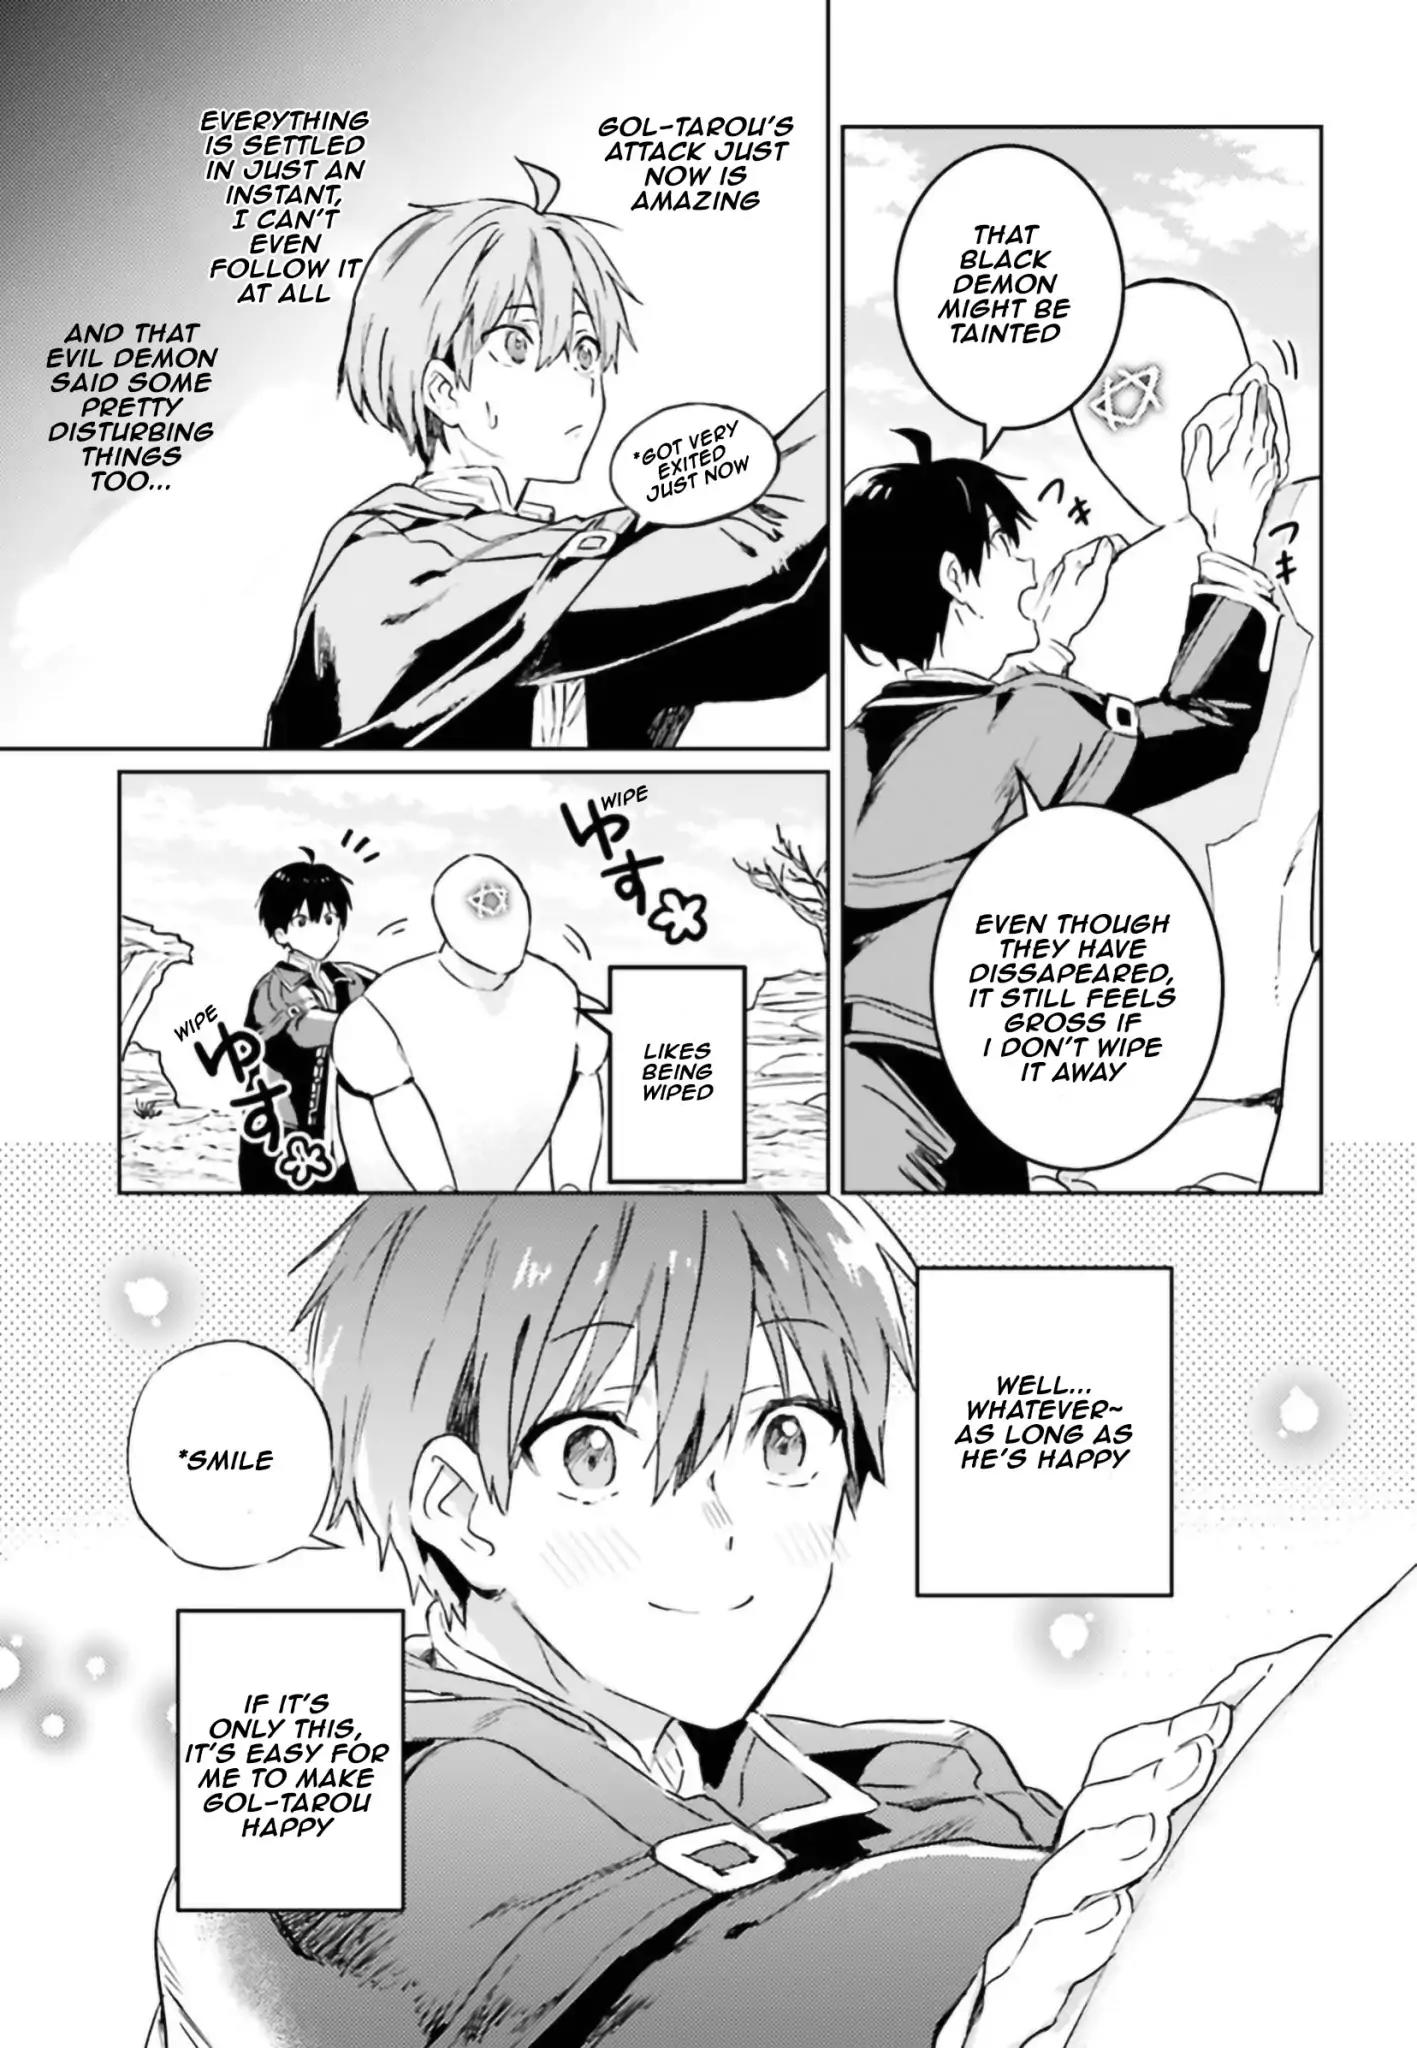 THAT
BLACK
DEMON
MIGHT BE
TAINTED
フキ
フキ
EVEN THOUGH
THEY HAVE
DISSAPEARED,
IT STILL FEELS
GROSS IF
I DON'T WIPE
IT AWAY
GOL-TAROU'S
ATTACK JUST
NOW IS
AMAZING
*GOT VERY
EXITED
JUST NOW
EVERYTHING
IS SETTLED
IN JUST AN
INSTANT,
I CAN'T
EVEN
FOLLOW IT
AT ALL
AND THAT
EVIL DEMON
SAID SOME
PRETTY
DISTURBING
THINGS
TOO...
WIPE
ゆす
LIKES
BEING
WIPED
WIPE
ゆす
WELL...
WHATEVER~
AS LONG AS
HE'S HAPPY
*SMILE
IF IT'S
ONLY THIS,
IT'S EASY FOR
ME TO MAKE
GOL-TAROU
HAPPY